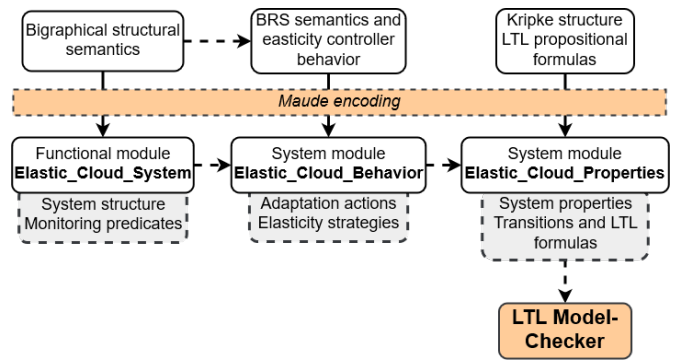 Bigraphical structural
semantics
BRS semantics and
easticity controller
behavior
Kripke structure
LTL propositional
formulas
Maude encoding
Functional module
Elastic_Cloud_System
System structure
Monitoring predicates
System module
Elastic_Cloud_Behavior
Adaptation actions
Elasticity strategies
System module
Elastic_Cloud_Properties
System properties
Transitions and LTL
formulas
LTL Model-
Checker